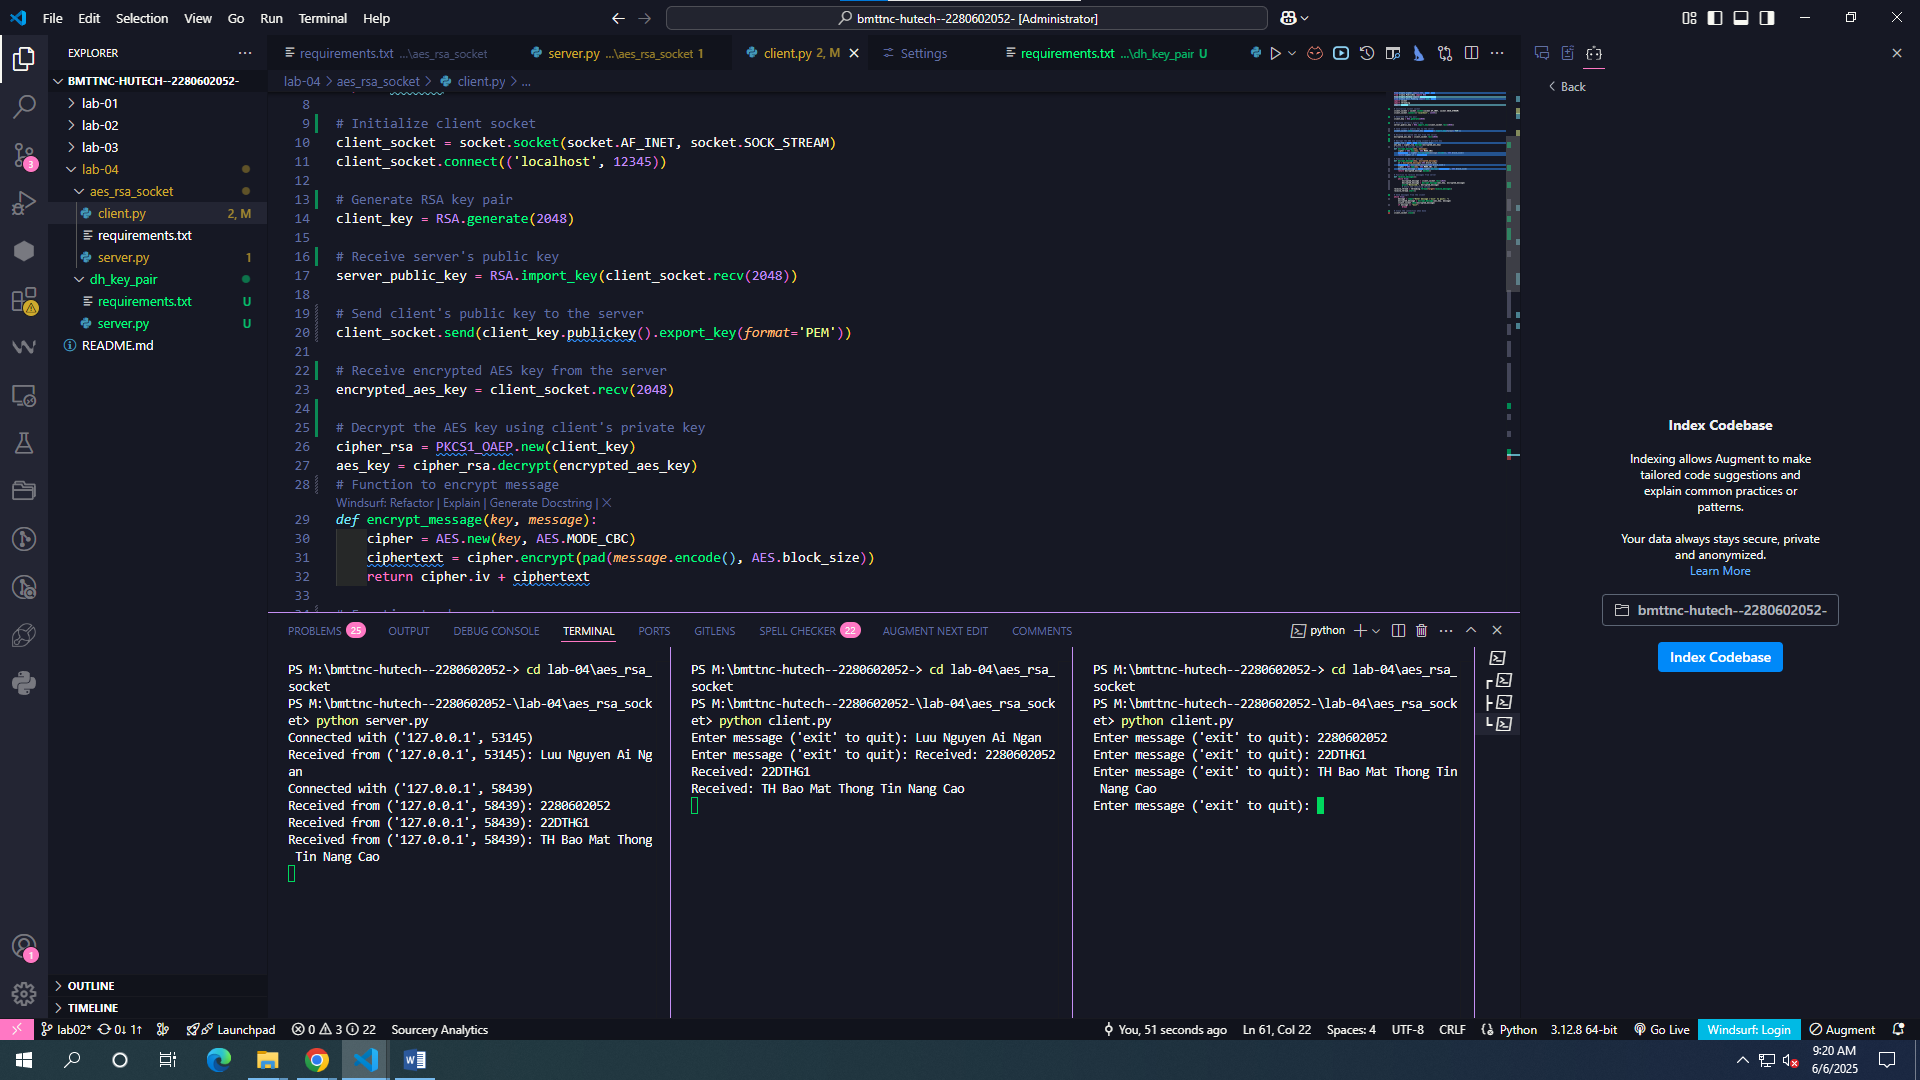 File Edit Selection View Go Run Terminal Help
bmttnc-hutech--2280602052- [Administrator]
EXPLORER
BMTTNC-HUTECH--2280602052-
lab-01
lab-02
lab-03
lab-04
aes_rsa_socket
client.py 2, M
requirements.txt
server.py 1
dh_key_pair
requirements.txt U
server.py U
README.md
OUTLINE
TIMELINE
3
1
requirements.txt ...\aes_rsa_socket
server.py ...\aes_rsa_socket 1
client.py 2, M
Settings
requirements.txt ...\dh_key_pair U
lab-04 > aes_rsa_socket > client.py > ...
8
9 # Initialize client socket
10 client_socket = socket.socket(socket.AF_INET, socket.SOCK_STREAM)
11 client_socket.connect(('localhost', 12345))
12
13 # Generate RSA key pair
14 client_key = RSA.generate(2048)
15
16 # Receive server's public key
17 server_public_key = RSA.import_key(client_socket.recv(2048))
18
19 # Send client's public key to the server
20 client_socket.send(client_key.publickey().export_key(format='PEM'))
21
22 # Receive encrypted AES key from the server
23 encrypted_aes_key = client_socket.recv(2048)
24
25 # Decrypt the AES key using client's private key
26 cipher_rsa = PKCS1_OAEP.new(client_key)
27 aes_key = cipher_rsa.decrypt(encrypted_aes_key)
28 # Function to encrypt message
Windsurf: Refactor | Explain | Generate Docstring | X
29 def encrypt_message(key, message):
30 cipher = AES.new(key, AES.MODE_CBC)
31 ciphertext = cipher.encrypt(pad(message.encode(), AES.block_size))
32 return cipher.iv + ciphertext
33
PROBLEMS 25 OUTPUT DEBUG CONSOLE TERMINAL PORTS GITLENS SPELL CHECKER 22 AUGMENT NEXT EDIT COMMENTS
python
PS M:\bmttnc-hutech--2280602052-> cd lab-04\aes_rsa_
socket
PS M:\bmttnc-hutech--2280602052-\lab-04\aes_rsa_sock
et> python server.py
Connected with ('127.0.0.1', 53145)
Received from ('127.0.0.1', 53145): Luu Nguyen Ai Ng
an
Connected with ('127.0.0.1', 58439)
Received from ('127.0.0.1', 58439): 2280602052
Received from ('127.0.0.1', 58439): 22DTHG1
Received from ('127.0.0.1', 58439): TH Bao Mat Thong
Tin Nang Cao
PS M:\bmttnc-hutech--2280602052-> cd lab-04\aes_rsa_
socket
PS M:\bmttnc-hutech--2280602052-\lab-04\aes_rsa_sock
et> python client.py
Enter message ('exit' to quit): Luu Nguyen Ai Ngan
Enter message ('exit' to quit): Received: 2280602052
Received: 22DTHG1
Received: TH Bao Mat Thong Tin Nang Cao
PS M:\bmttnc-hutech--2280602052-> cd lab-04\aes_rsa_
socket
PS M:\bmttnc-hutech--2280602052-\lab-04\aes_rsa_sock
et> python client.py
Enter message ('exit' to quit): 2280602052
Enter message ('exit' to quit): 22DTHG1
Enter message ('exit' to quit): TH Bao Mat Thong Tin
Nang Cao
Enter message ('exit' to quit):
Back
Index Codebase
Indexing allows Augment to make
tailored code suggestions and
explain common practices or
patterns.
Your data always stays secure, private
and anonymized.
Learn More
bmttnc-hutech--2280602052-
Index Codebase
lab02* 0↓ 1↑ Launchpad 0 3 22 Sourcery Analytics
You, 51 seconds ago Ln 61, Col 22 Spaces: 4 UTF-8 CRLF Python 3.12.8 64-bit Go Live Windsurf: Login Augment
9:20 AM
6/6/2025